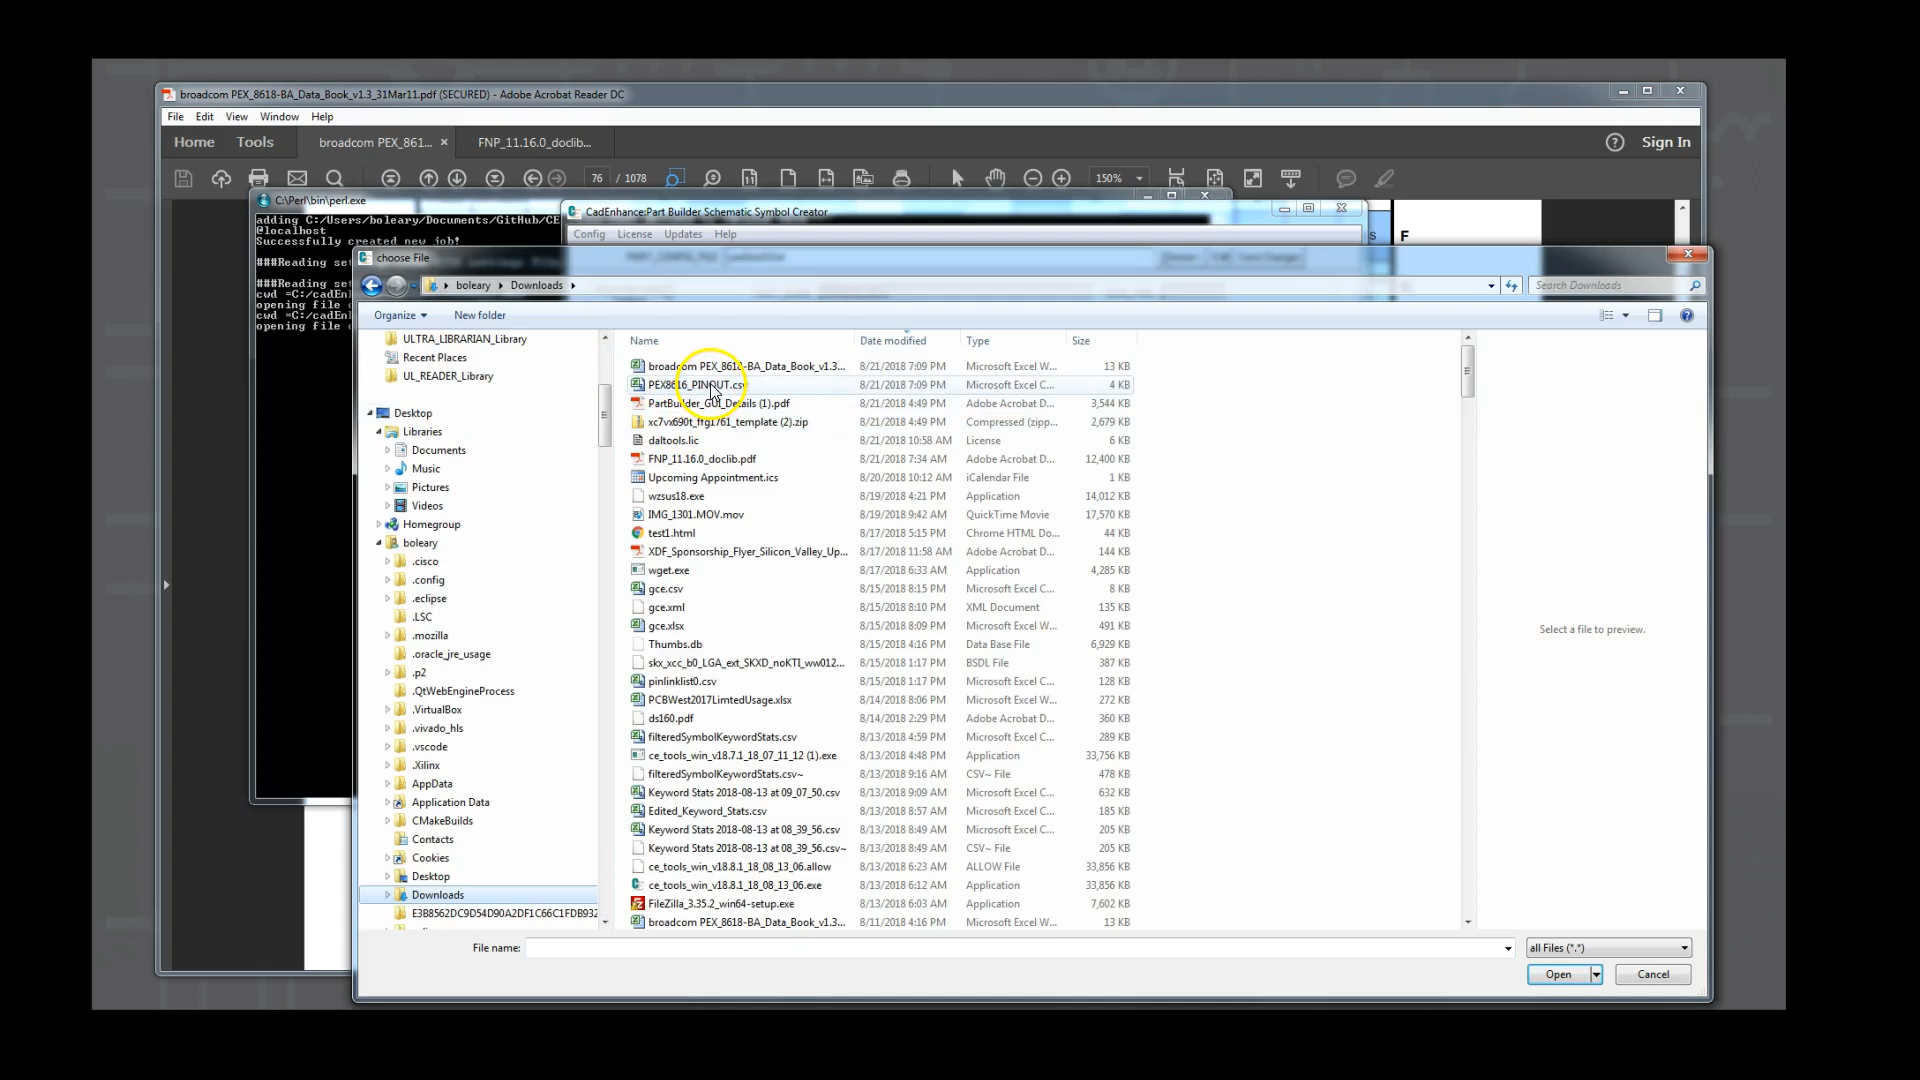 broadcom PEX_8618-BA_Data_Book_v1.3_31Mar11.pdf (SECURED) - Adobe Acrobat Reader DC
File Edit View Window Help
Home Tools broadcom PEX_861... × FNP_11.16.0_doclib... Sign In
76 / 1078 150%
C:\Perl\bin\perl.exe
adding C:/Users/boleary/Documents/GitHub/CE
@localhost
Successfully created new job!
###Reading set
###Reading set
cwd =C:/cadEnh
opening file
cwd =C:/cadEnh
opening file
CadEnhance:Part Builder Schematic Symbol Creator
Config License Updates Help
s F
choose File
boleary Downloads Search Downloads
Organize New folder
ULTRA_LIBRARIAN_Library
Recent Places
UL_READER_Library
Desktop
Libraries
Documents
Music
Pictures
Videos
Homegroup
boleary
.cisco
.config
.eclipse
.LSC
.mozilla
.oracle_jre_usage
.p2
.QtWebEngineProcess
.VirtualBox
.vivado_hls
.vscode
.Xilinx
AppData
Application Data
CMakeBuilds
Contacts
Cookies
Desktop
Downloads
E3B8562DC9D54D90A2DF1C66C1FDB932
Name Date modified Type Size
broadcom PEX_8618-BA_Data_Book_v1.3... 8/21/2018 7:09 PM Microsoft Excel W... 13 KB
PEX8616_PINOUT.csv 8/21/2018 7:09 PM Microsoft Excel C... 4 KB
PartBuilder_GUI_Details (1).pdf 8/21/2018 4:49 PM Adobe Acrobat D... 3,544 KB
xc7vx690t_ffg1761_template (2).zip 8/21/2018 4:49 PM Compressed (zipp... 2,679 KB
daltools.lic 8/21/2018 10:58 AM License 4 KB
FNP_11.16.0_doclib.pdf 8/21/2018 7:34 AM Adobe Acrobat D... 12,400 KB
Upcoming Appointment.ics 8/20/2018 10:12 AM iCalendar File 1 KB
wzsus18.exe 8/19/2018 4:21 PM Application 14,012 KB
IMG_1301.MOV.mov 8/19/2018 9:42 AM QuickTime Movie 17,570 KB
test1.html 8/17/2018 5:15 PM Chrome HTML Do... 44 KB
XDF_Sponsorship_Flyer_Silicon_Valley_Up... 8/17/2018 11:58 AM Adobe Acrobat D... 144 KB
wget.exe 8/17/2018 6:33 AM Application 4,285 KB
gce.csv 8/15/2018 8:15 PM Microsoft Excel C... 8 KB
gce.xml 8/15/2018 8:10 PM XML Document 135 KB
gce.xlsx 8/15/2018 8:09 PM Microsoft Excel W... 491 KB
Thumbs.db 8/15/2018 4:16 PM Data Base File 6,929 KB
skx_xcc_b0_LGA_ext_SKXD_noKTI_ww012... 8/15/2018 1:17 PM BSDL File 387 KB
pinlinklist0.csv 8/15/2018 1:17 PM Microsoft Excel C... 128 KB
PCBWest2017LimtedUsage.xlsx 8/14/2018 8:06 PM Microsoft Excel W... 272 KB
ds160.pdf 8/14/2018 2:29 PM Adobe Acrobat D... 360 KB
filteredSymbolKeywordStats.csv 8/13/2018 4:59 PM Microsoft Excel C... 289 KB
ce_tools_win_v18.7.1_18_07_11_12 (1).exe 8/13/2018 4:48 PM Application 33,756 KB
filteredSymbolKeywordStats.csv~ 8/13/2018 9:16 AM CSV~ File 478 KB
Keyword Stats 2018-08-13 at 09_07_50.csv 8/13/2018 9:09 AM Microsoft Excel C... 632 KB
Edited_Keyword_Stats.csv 8/13/2018 8:57 AM Microsoft Excel C... 185 KB
Keyword Stats 2018-08-13 at 08_39_56.csv 8/13/2018 8:49 AM Microsoft Excel C... 205 KB
Keyword Stats 2018-08-13 at 08_39_56.csv~ 8/13/2018 8:49 AM CSV~ File 205 KB
ce_tools_win_v18.8.1_18_08_13_06.allow 8/13/2018 6:23 AM ALLOW File 33,856 KB
ce_tools_win_v18.8.1_18_08_13_06.exe 8/13/2018 6:12 AM Application 33,856 KB
FileZilla_3.35.2_win64-setup.exe 8/13/2018 6:03 AM Application 7,602 KB
broadcom PEX_8618-BA_Data_Book_v1.3... 8/11/2018 4:16 PM Microsoft Excel W... 13 KB
Select a file to preview.
File name: all Files (*.*)
Open Cancel